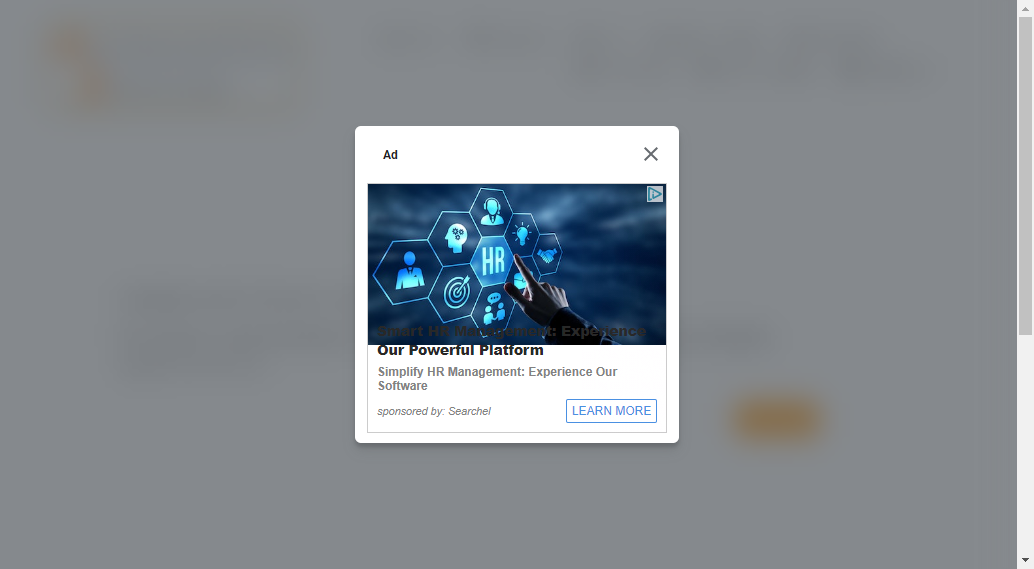 Ad
HR
Smart HR Management: Experience
Our Powerful Platform
Simplify HR Management: Experience Our
Software
sponsored by: Searchel
LEARN MORE